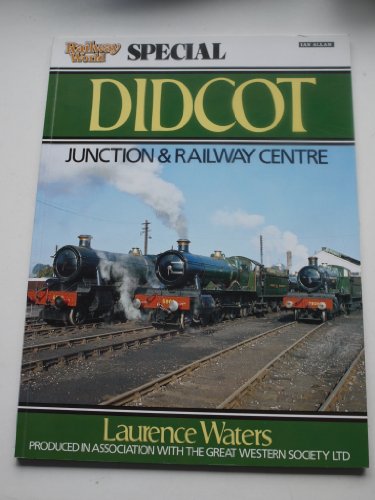 Railway
World
SPECIAL
IAN ALLAN
DIDCOT
JUNCTION & RAILWAY CENTRE
Laurence Waters
PRODUCED IN ASSOCIATION WITH THE GREAT WESTERN SOCIETY LTD